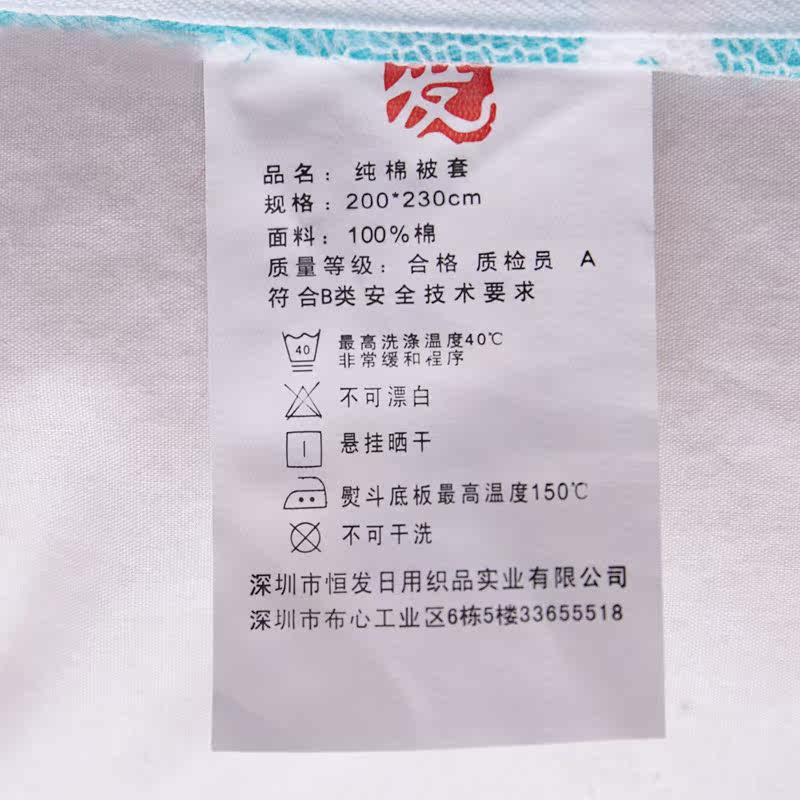 发
品名：纯棉被套
规格：200*230cm
面料：100%棉
质量等级：合格 质检员 A
符合B类安全技术要求
40 最高洗涤温度40℃
非常缓和程序
不可漂白
悬挂晒干
熨斗底板最高温度150℃
不可干洗
深圳市恒发日用织品实业有限公司
深圳市布心工业区6栋5楼33655518